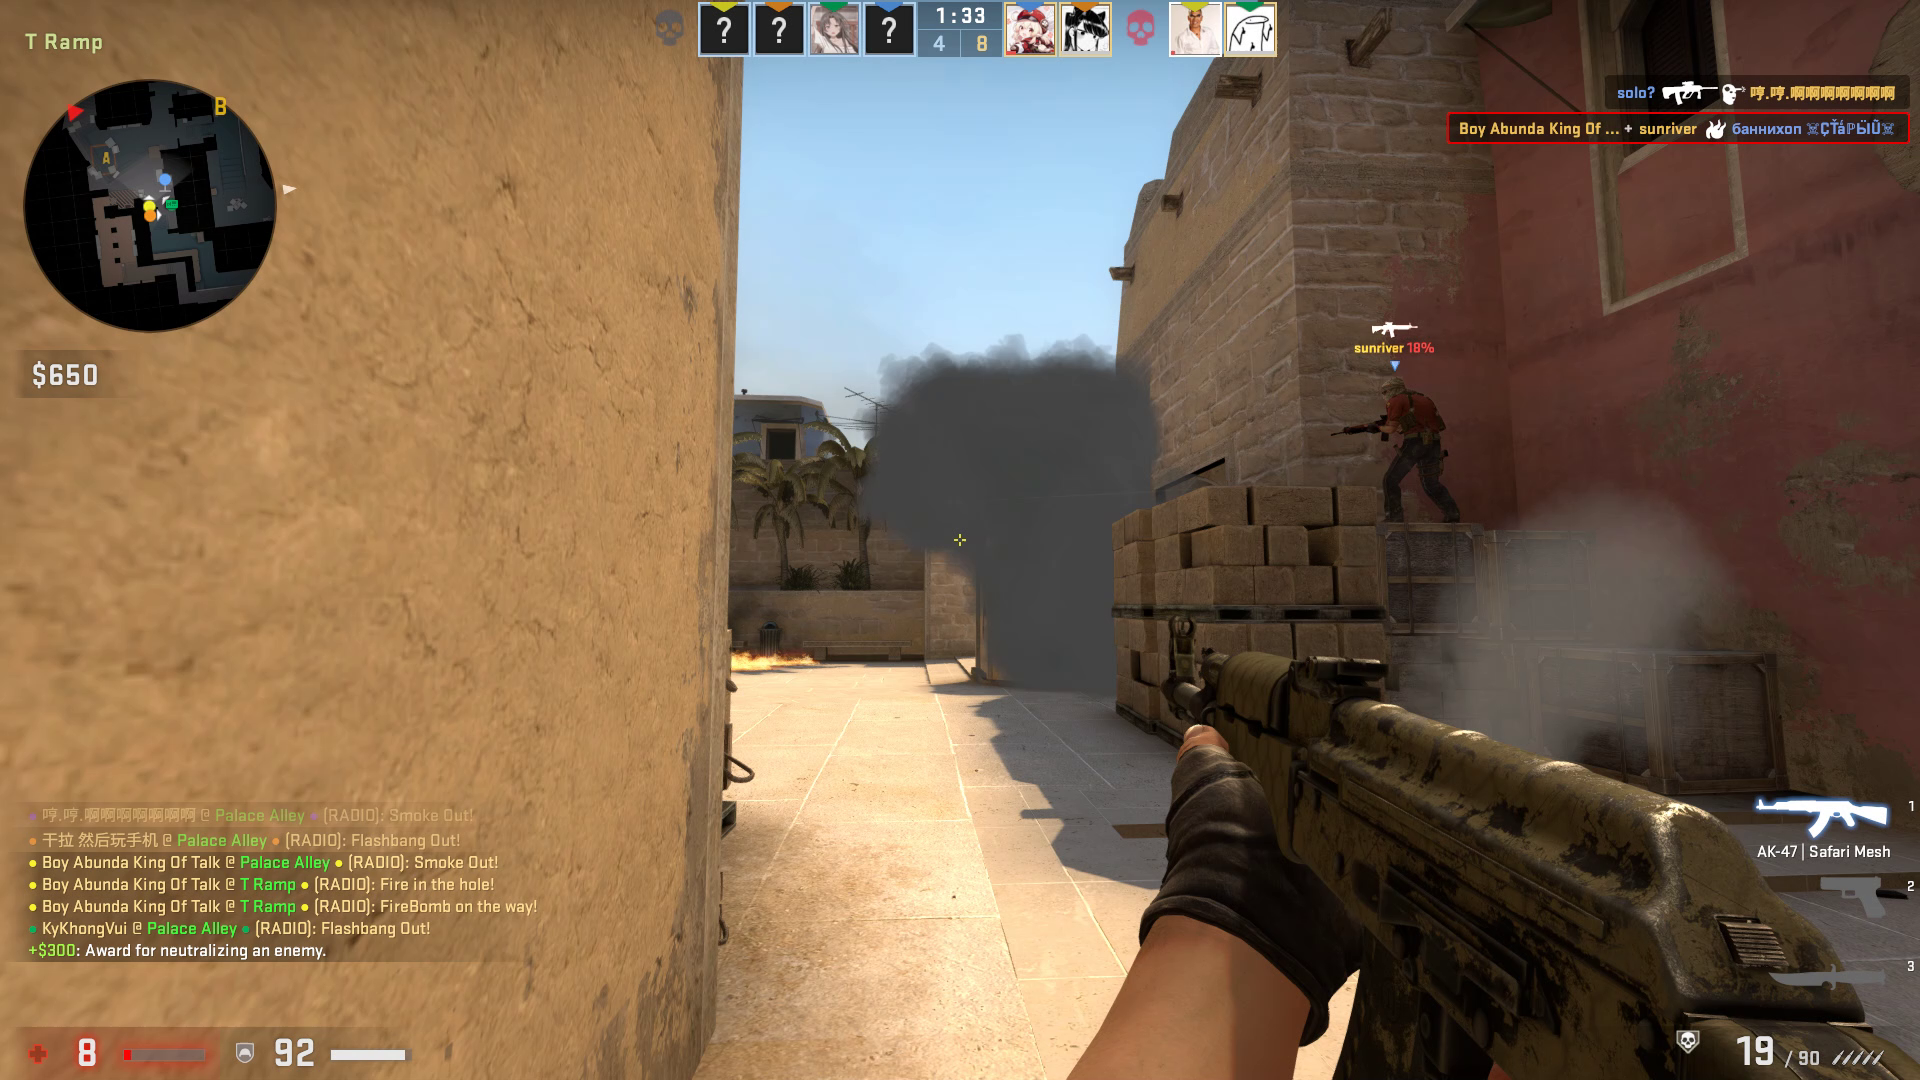 T Ramp
? ? ? 1:33
4 8
B
A
$650
solo? 哼.哼.啊啊啊啊啊啊啊啊
Boy Abunda King Of ... + sunriver баннихоп
sunriver 18%
哼.哼.啊啊啊啊啊啊啊啊 @ Palace Alley ● (RADIO): Smoke Out!
● 干拉 然后玩手机 @ Palace Alley ● (RADIO): Flashbang Out!
● Boy Abunda King Of Talk @ Palace Alley ● (RADIO): Smoke Out!
● Boy Abunda King Of Talk @ T Ramp ● (RADIO): Fire in the hole!
● Boy Abunda King Of Talk @ T Ramp ● (RADIO): FireBomb on the way!
● KyKhongVui @ Palace Alley ● (RADIO): Flashbang Out!
+$300: Award for neutralizing an enemy.
1
AK-47 | Safari Mesh
2
3
8 92
19 / 90